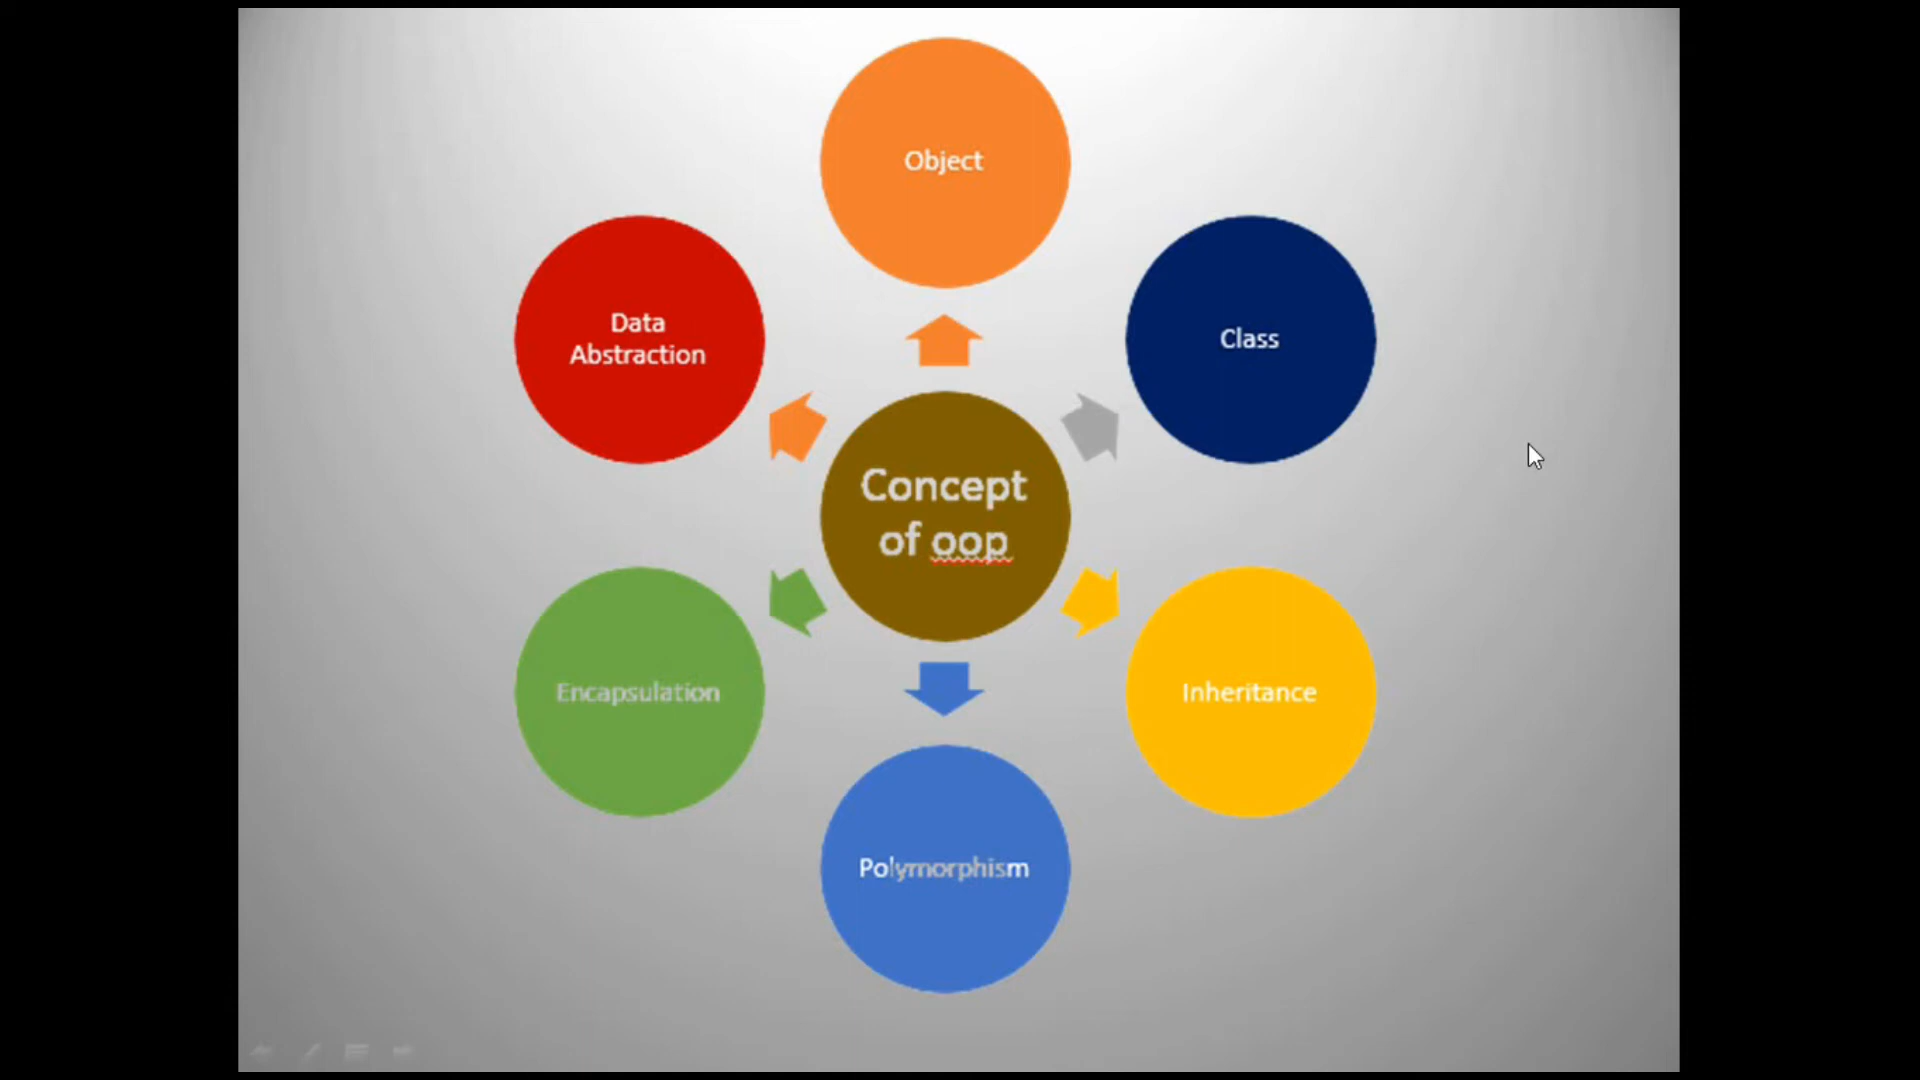 Object
Data
Abstraction
Class
Concept
of oop
Encapsulation
Inheritance
Polymorphism